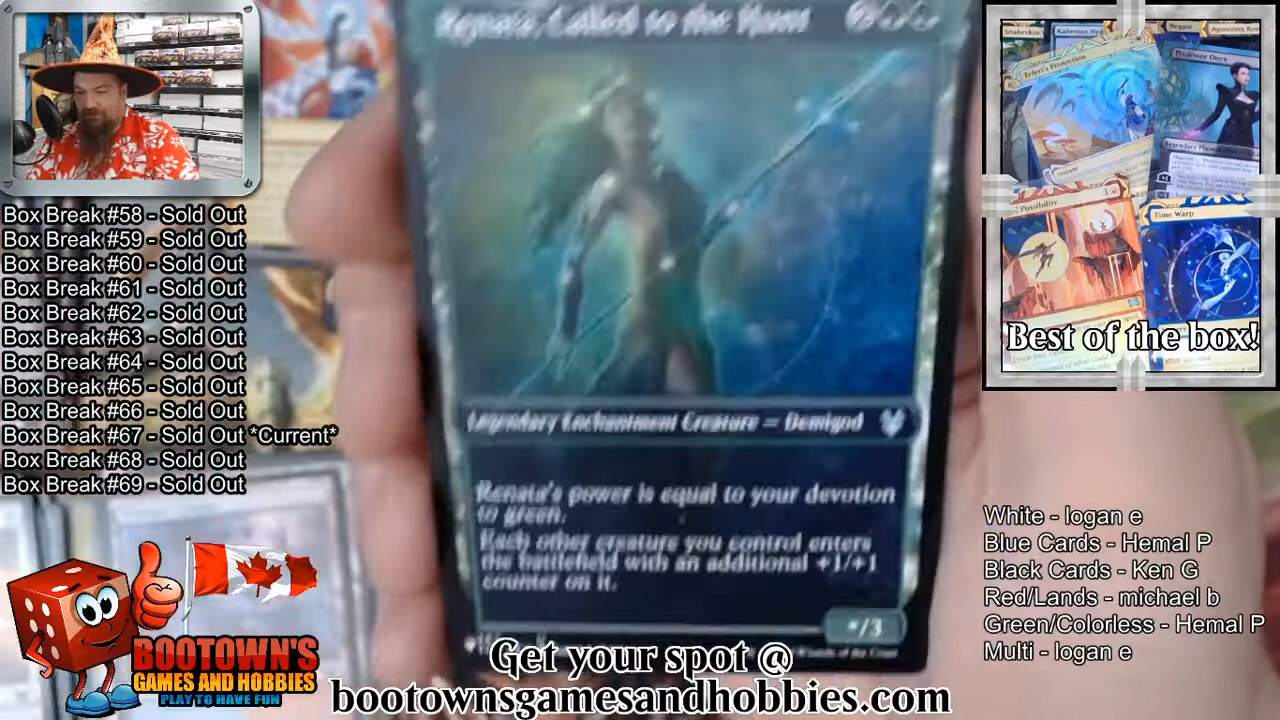 Box Break #58 - Sold Out
Box Break #59 - Sold Out
Box Break #60 - Sold Out
Box Break #61 - Sold Out
Box Break #62 - Sold Out
Box Break #63 - Sold Out
Box Break #64 - Sold Out
Box Break #65 - Sold Out
Box Break #66 - Sold Out
Box Break #67 - Sold Out *Current*
Box Break #68 - Sold Out
Box Break #69 - Sold Out
BOOTOWN'S
GAMES AND HOBBIES
PLAY TO HAVE FUN
Renata, Called to the Hunt
Legendary Enchantment Creature — Demigod
Renata's power is equal to your devotion
to green.
Each other creature you control enters
the battlefield with an additional +1/+1
counter on it.
*/3
Wizards of the Coast
Get your spot @
bootownsgamesandhobbies.com
Negate
Teferi's Protection
Professor Onyx
Instant
Possibility
Time Warp
Best of the box!
White - logan e
Blue Cards - Hemal P
Black Cards - Ken G
Red/Lands - michael b
Green/Colorless - Hemal P
Multi - logan e